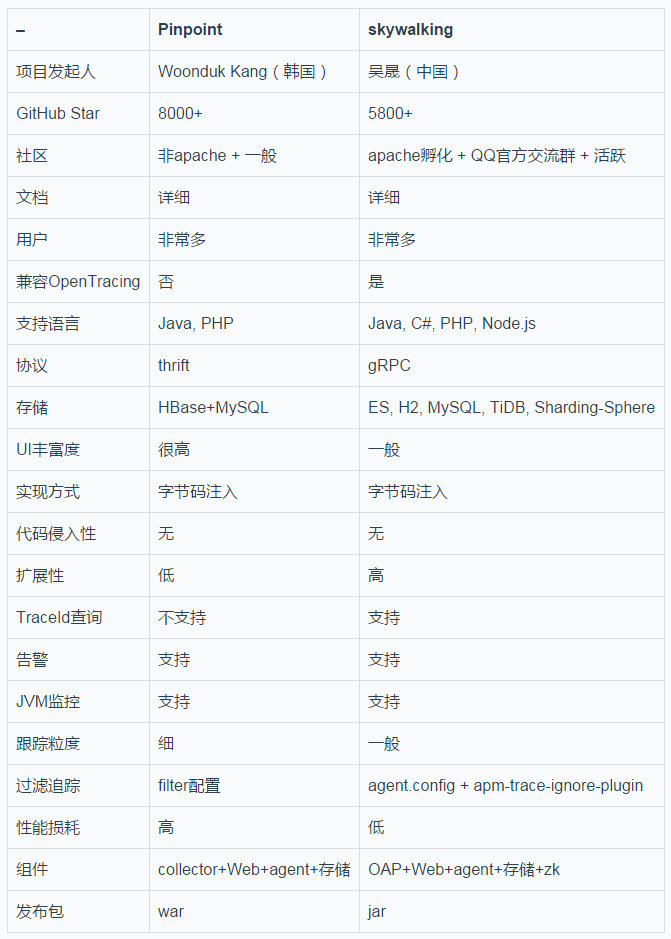 – Pinpoint skywalking
项目发起人 Woonduk Kang（韩国） 吴晟（中国）
GitHub Star 8000+ 5800+
社区 非apache + 一般 apache孵化 + QQ官方交流群 + 活跃
文档 详细 详细
用户 非常多 非常多
兼容OpenTracing 否 是
支持语言 Java, PHP Java, C#, PHP, Node.js
协议 thrift gRPC
存储 HBase+MySQL ES, H2, MySQL, TiDB, Sharding-Sphere
UI丰富度 很高 一般
实现方式 字节码注入 字节码注入
代码侵入性 无 无
扩展性 低 高
TraceId查询 不支持 支持
告警 支持 支持
JVM监控 支持 支持
跟踪粒度 细 一般
过滤追踪 filter配置 agent.config + apm-trace-ignore-plugin
性能损耗 高 低
组件 collector+Web+agent+存储 OAP+Web+agent+存储+zk
发布包 war jar